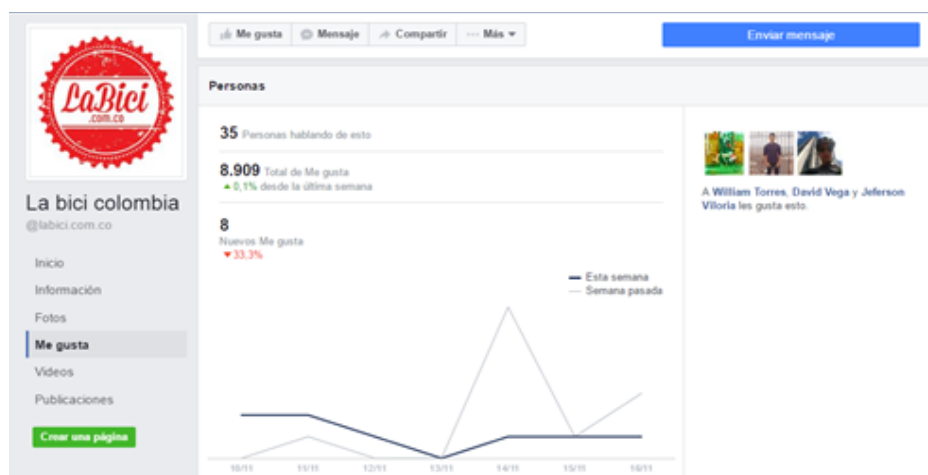 Me gusta
Mensaje
Compartir
Más
Enviar mensaje
LaBici
.com.co
La bici colombia
@labici.com.co
Inicio
Información
Fotos
Me gusta
Videos
Publicaciones
Crear una página
Personas
35 Personas hablando de esto
8.909 Total de Me gusta
0,1% desde la última semana
8
Nuevos Me gusta
33,3%
Esta semana
Semana pasada
10/11 11/11 12/11 13/11 14/11 15/11 16/11
A William Torres, David Vega y Jeferson
Viloria les gusta esto.